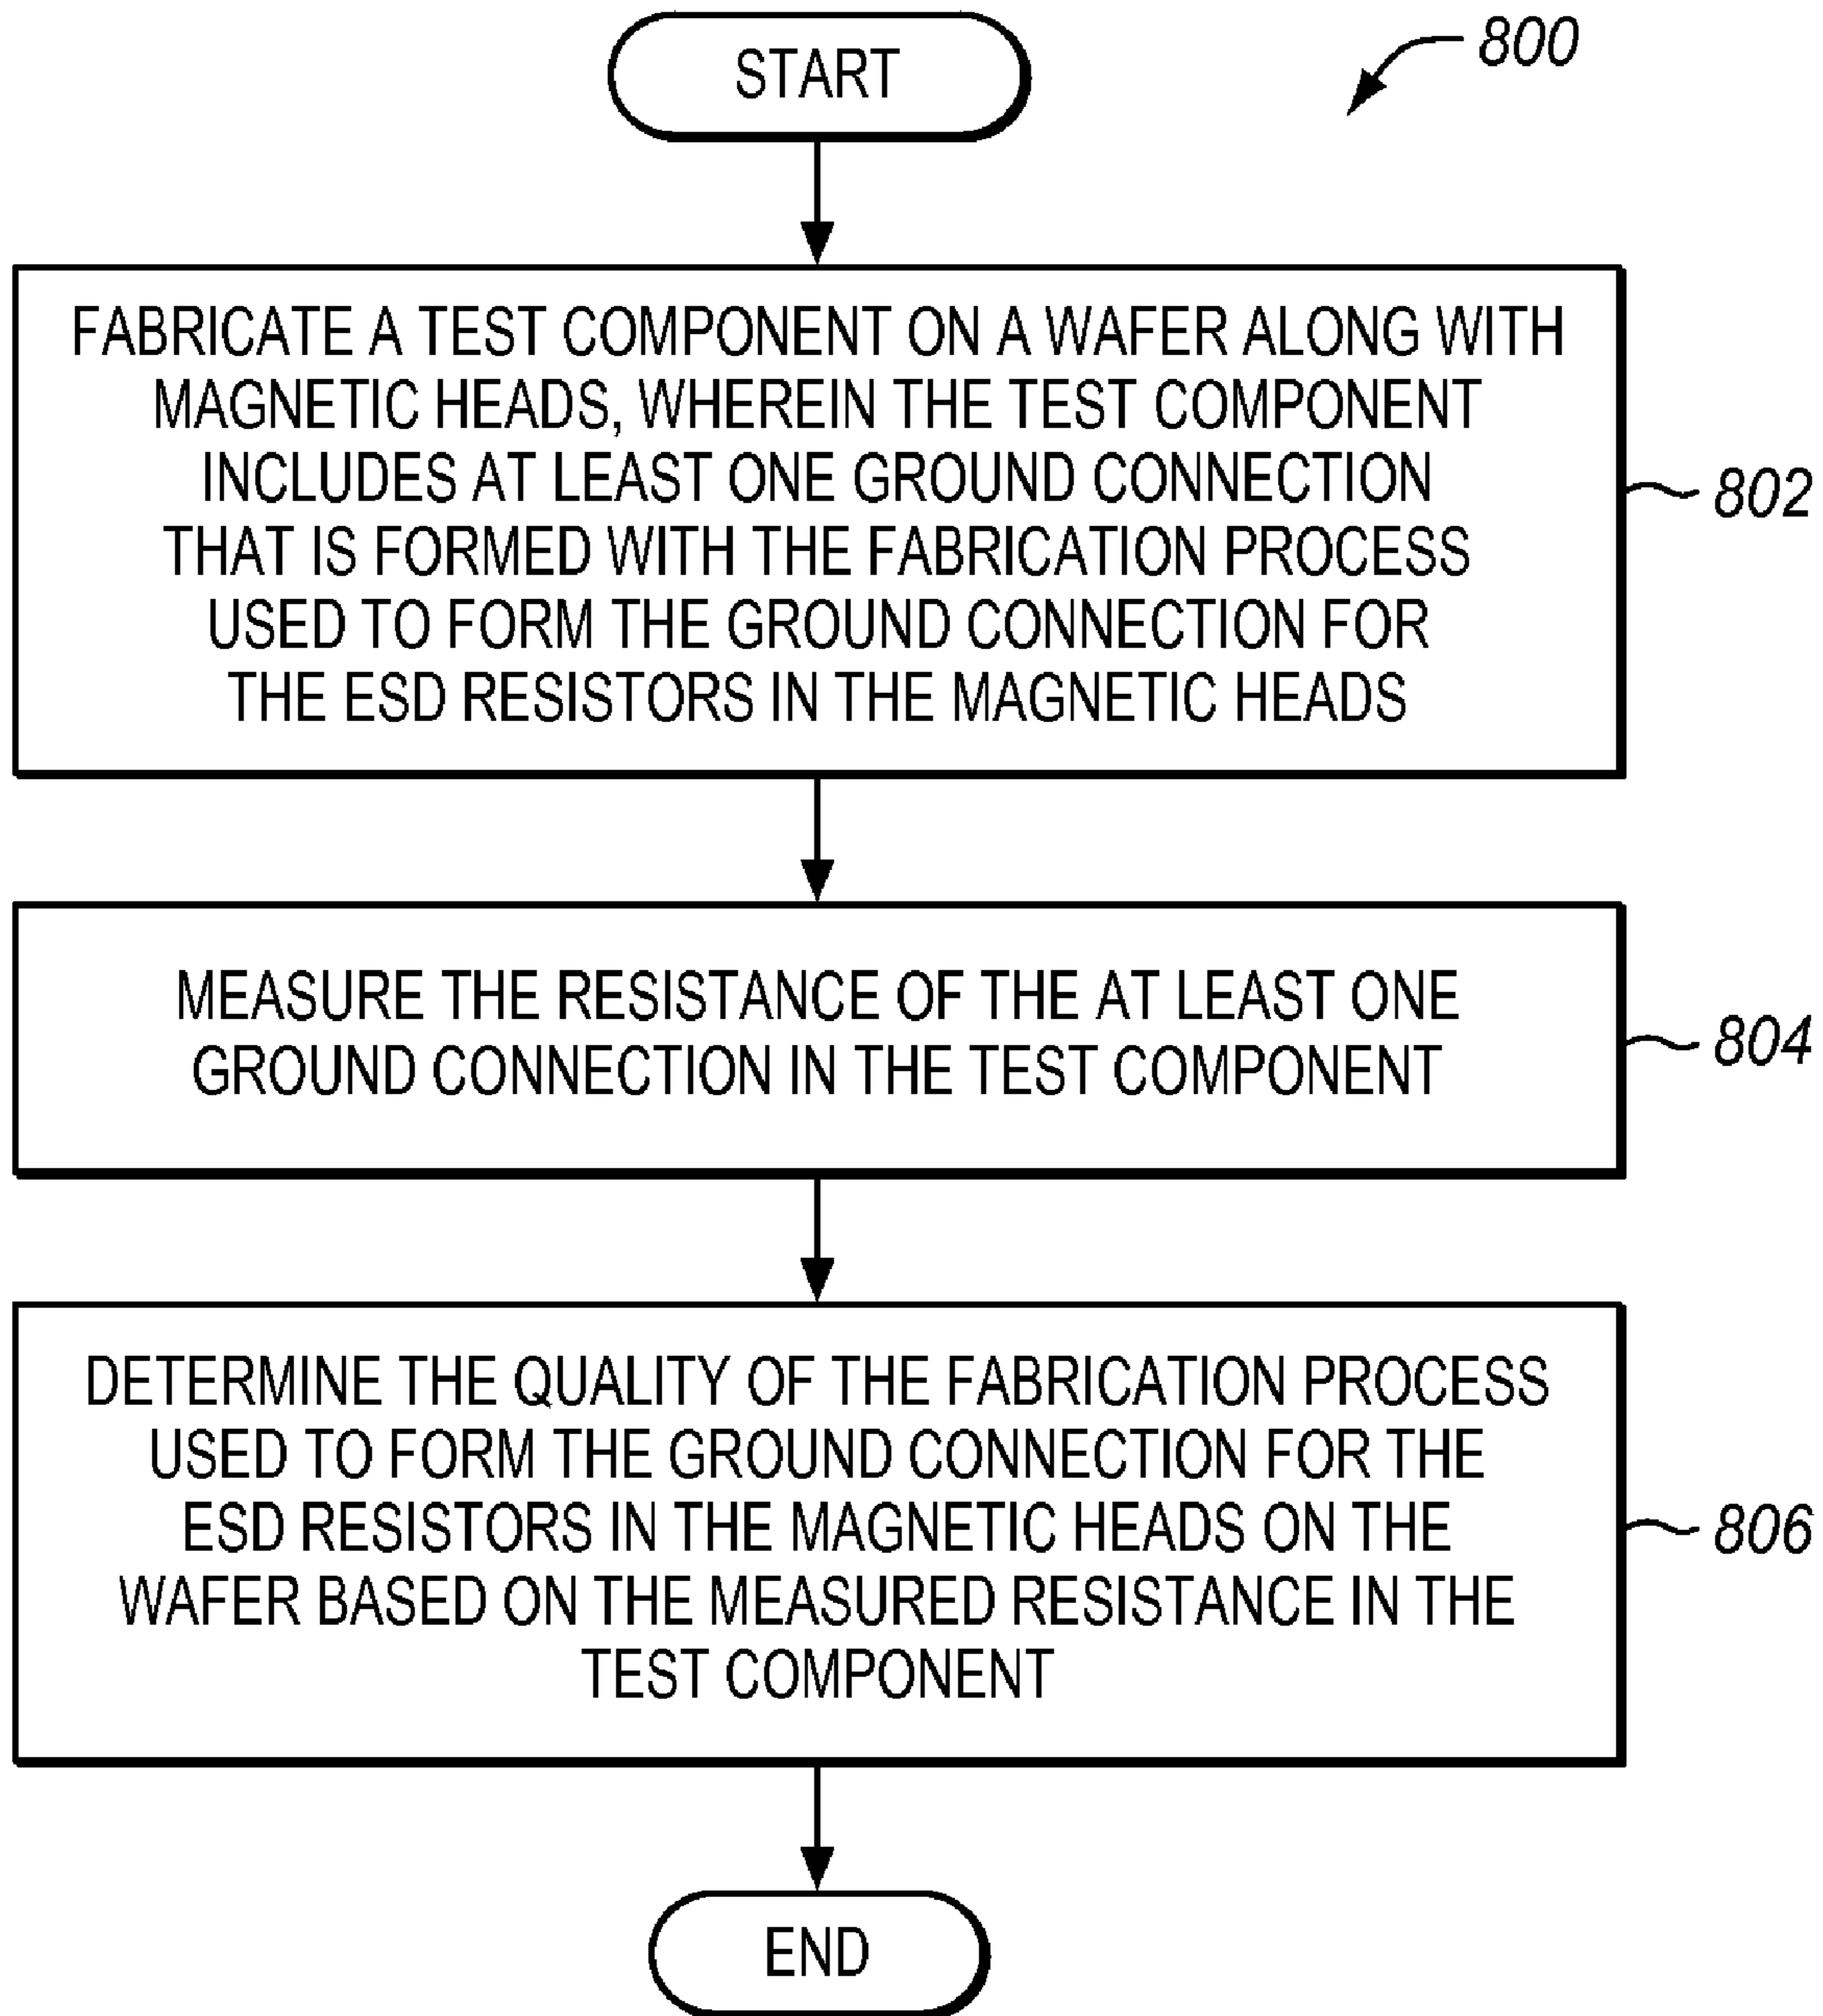 START
800
FABRICATE A TEST COMPONENT ON A WAFER ALONG WITH
MAGNETIC HEADS, WHEREIN THE TEST COMPONENT
INCLUDES AT LEAST ONE GROUND CONNECTION
THAT IS FORMED WITH THE FABRICATION PROCESS
USED TO FORM THE GROUND CONNECTION FOR
THE ESD RESISTORS IN THE MAGNETIC HEADS
802
MEASURE THE RESISTANCE OF THE AT LEAST ONE
GROUND CONNECTION IN THE TEST COMPONENT
804
DETERMINE THE QUALITY OF THE FABRICATION PROCESS
USED TO FORM THE GROUND CONNECTION FOR THE
ESD RESISTORS IN THE MAGNETIC HEADS ON THE
WAFER BASED ON THE MEASURED RESISTANCE IN THE
TEST COMPONENT
806
END